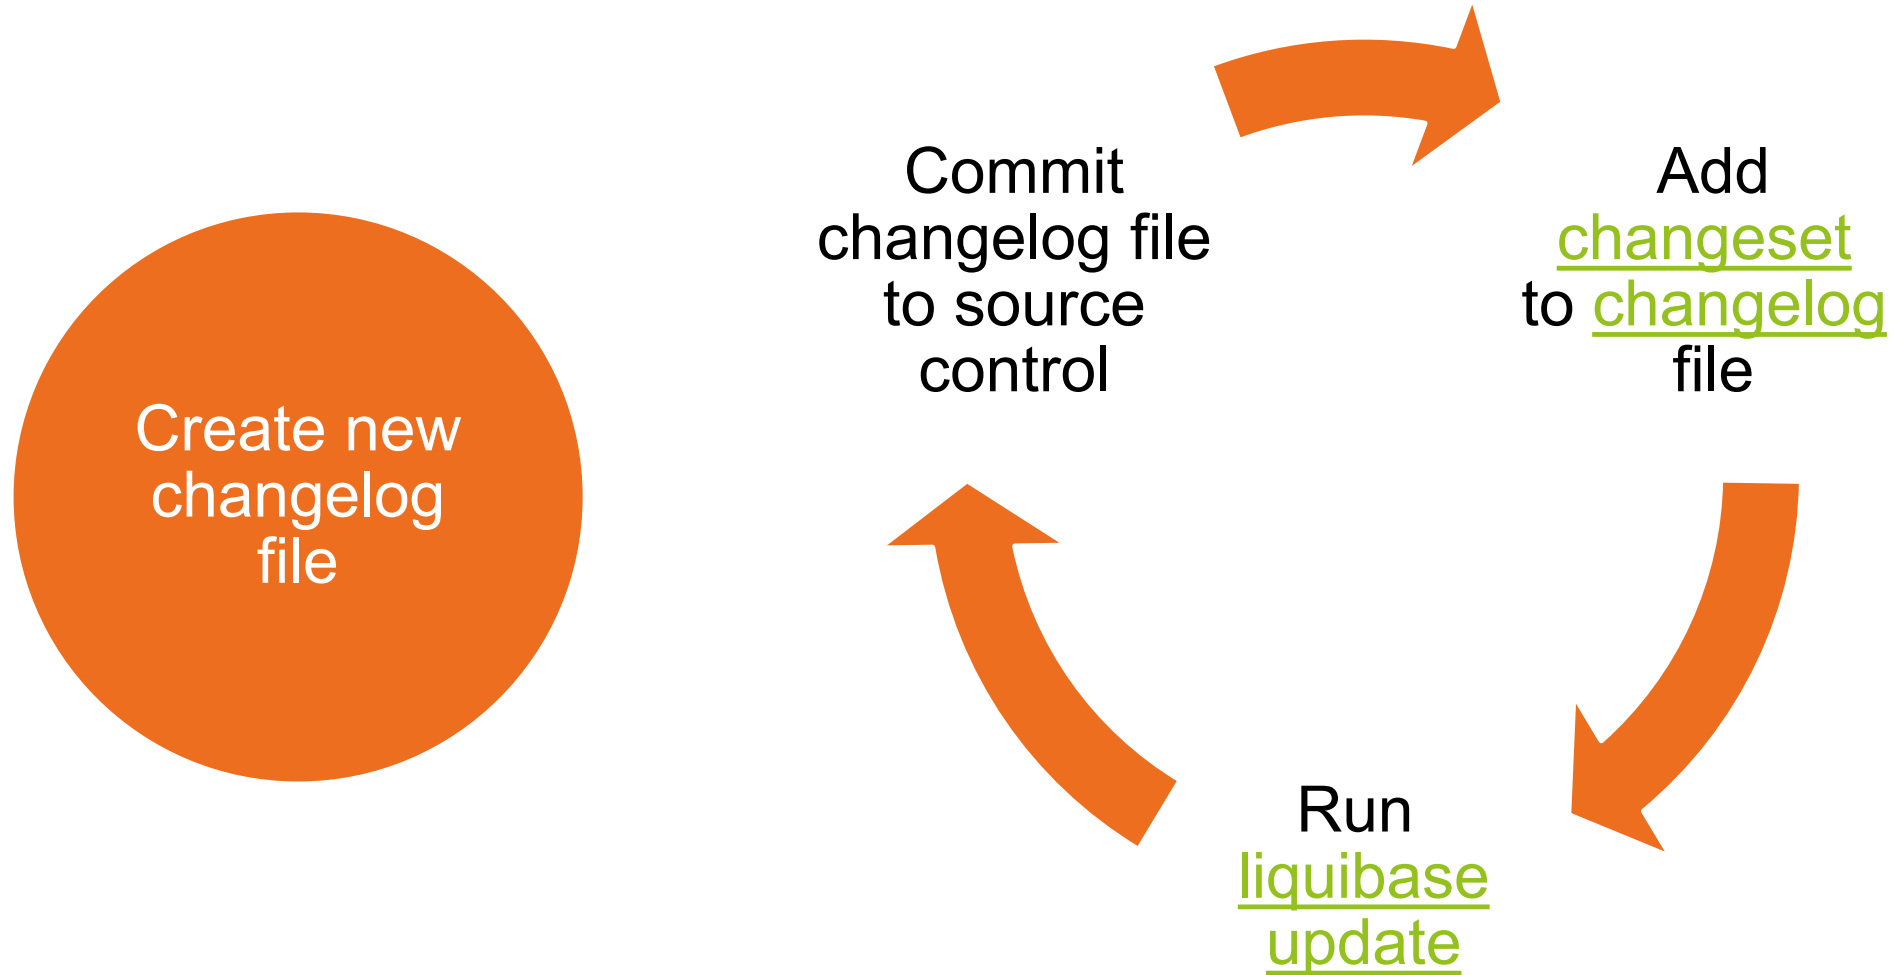 Create new
changelog
file
Commit
changelog file
to source
control
Add
changeset
to changelog
file
Run
liquibase
update